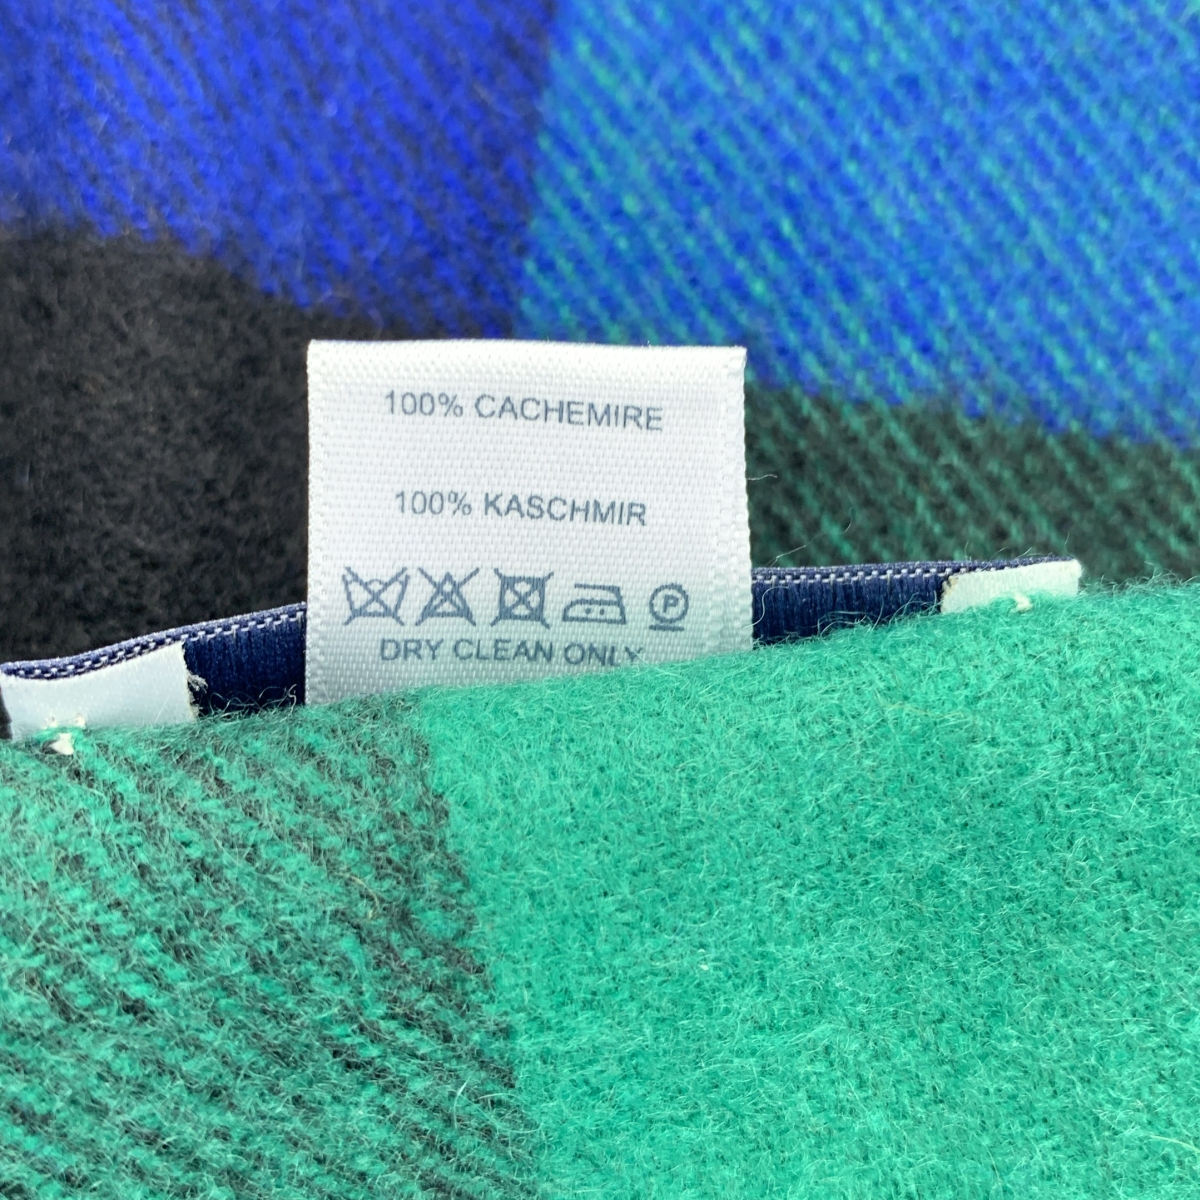 100% CACHEMIRE
100% KASCHMIR
P
DRY CLEAN ONLY